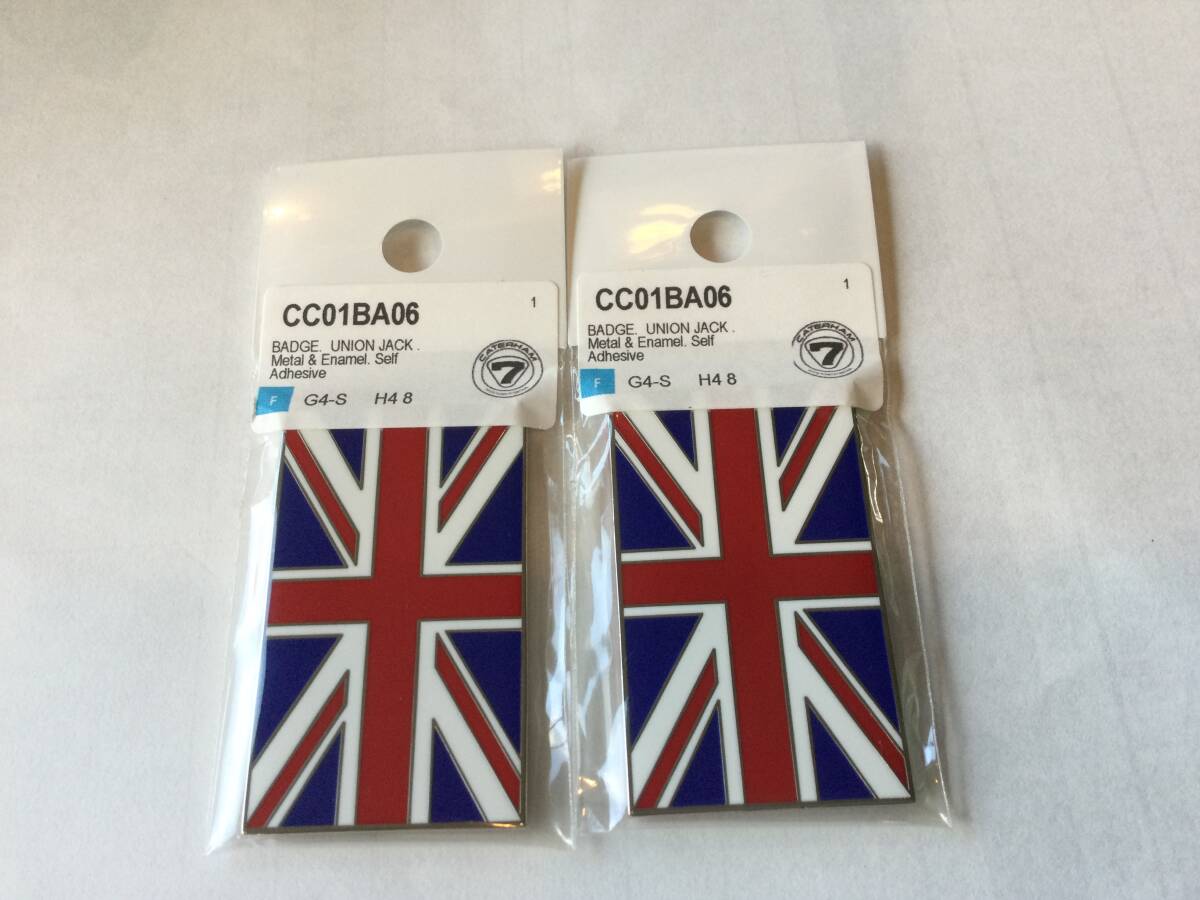 CC01BA06 1
BADGE. UNION JACK .
Metal & Enamel. Self
Adhesive
F G4-S H4 8
CATERHAM
7
CC01BA06 1
BADGE. UNION JACK .
Metal & Enamel. Self
Adhesive
F G4-S H4 8
CATERHAM
7